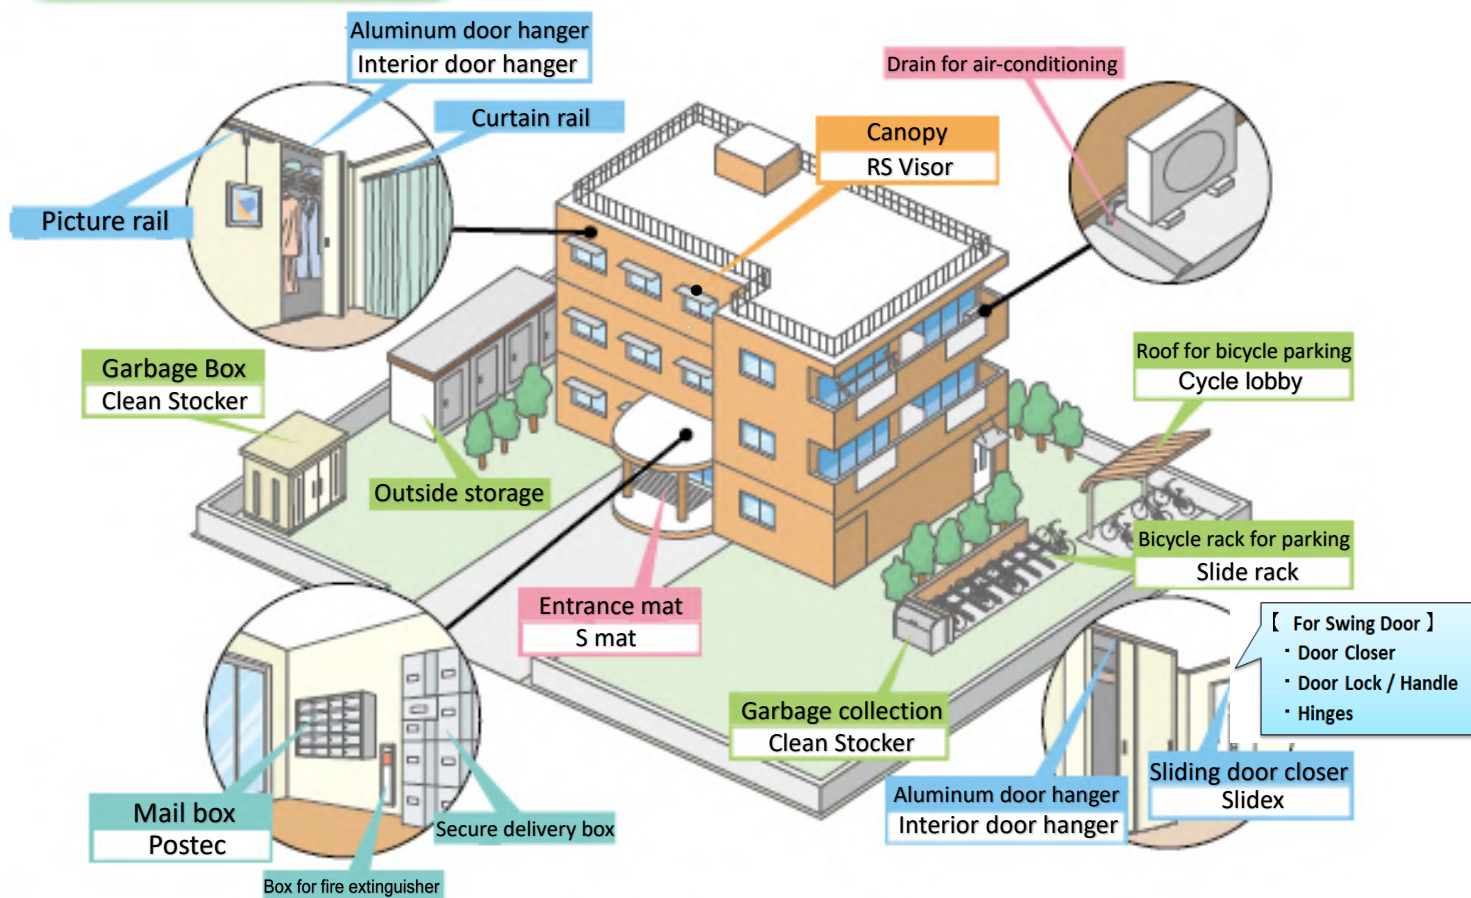 Aluminum door hanger
Interior door hanger
Drain for air-conditioning
Curtain rail
Canopy
RS Visor
Picture rail
Garbage Box
Clean Stocker
Roof for bicycle parking
Cycle lobby
Outside storage
Bicycle rack for parking
Slide rack
Entrance mat
S mat
【 For Swing Door 】
・Door Closer
・Door Lock / Handle
・Hinges
Garbage collection
Clean Stocker
Sliding door closer
Slidex
Aluminum door hanger
Interior door hanger
Mail box
Postec
Secure delivery box
Box for fire extinguisher